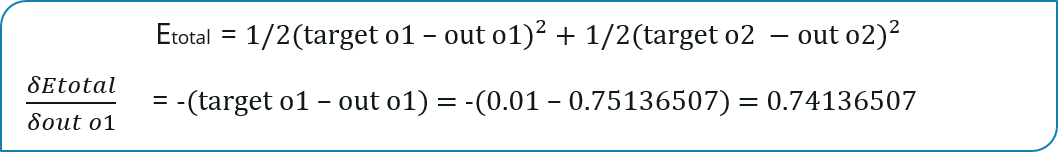 Etotal = 1/2(target o1 – out o1)² + 1/2(target o2 – out o2)²
δEtotal
δout o1
= -(target o1 – out o1) = -(0.01 – 0.75136507) = 0.74136507